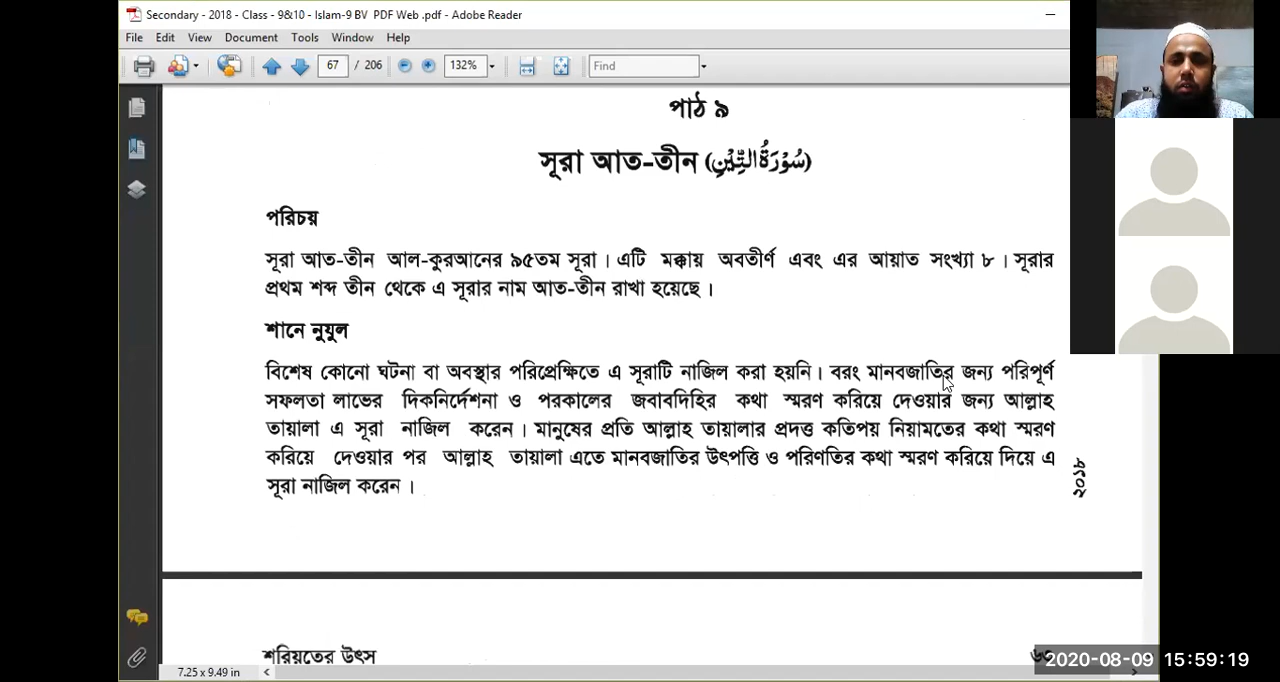 Secondary - 2018 - Class - 9&10 - Islam-9 BV PDF Web .pdf - Adobe Reader
File Edit View Document Tools Window Help
67 / 206 132% Find
পাঠ ৯
সূরা আত-তীন (سُوْرَةُ التِّيْنِ)
পরিচয়
সূরা আত-তীন আল-কুরআনের ৯৫তম সূরা। এটি মক্কায় অবতীর্ণ এবং এর আয়াত সংখ্যা ৮। সূরার
প্রথম শব্দ তীন থেকে এ সূরার নাম আত-তীন রাখা হয়েছে।
শানে নুযুল
বিশেষ কোনো ঘটনা বা অবস্থার পরিপ্রেক্ষিতে এ সূরাটি নাজিল করা হয়নি। বরং মানবজাতির জন্য পরিপূর্ণ
সফলতা লাভের দিকনির্দেশনা ও পরকালের জবাবদিহির কথা স্মরণ করিয়ে দেওয়ার জন্য আল্লাহ
তায়ালা এ সূরা নাজিল করেন। মানুষের প্রতি আল্লাহ তায়ালার প্রদত্ত কতিপয় নিয়ামতের কথা স্মরণ
করিয়ে দেওয়ার পর আল্লাহ তায়ালা এতে মানবজাতির উৎপত্তি ও পরিণতির কথা স্মরণ করিয়ে দিয়ে এ
সূরা নাজিল করেন।
২০১৮
শরিয়তের উৎস
2020-08-09 15:59:19
7.25 x 9.49 in